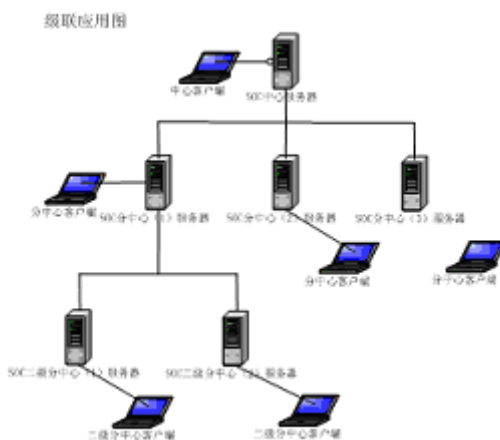 级联应用图
中心客户端
SOC中心服务器
分中心客户端
SOC分中心（1）服务器
SOC分中心（2）服务器
SOC分中心（3）服务器
分中心客户端
分中心客户端
SOC二级分中心（1）服务器
SOC二级分中心（2）服务器
二级分中心客户端
二级分中心客户端